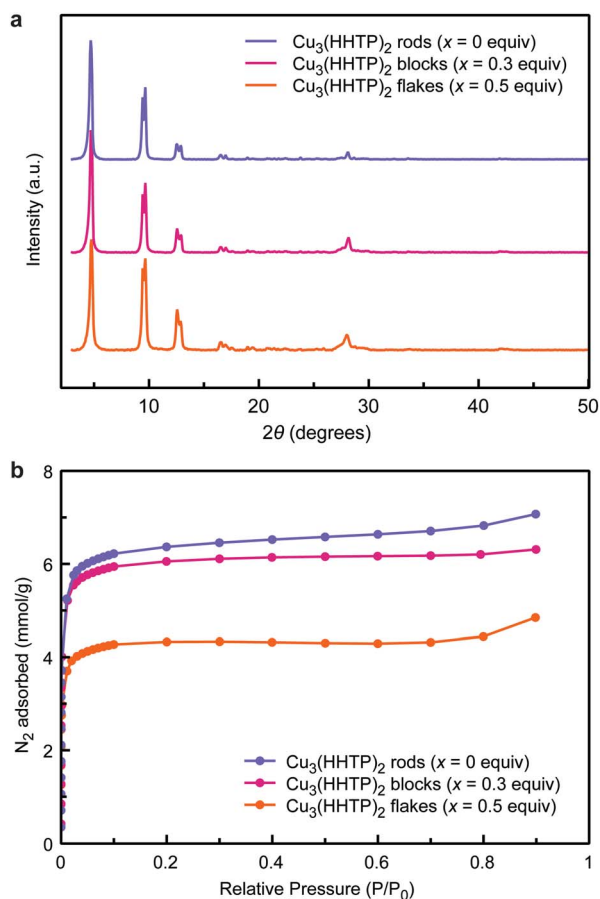 a
Cu₃(HHTP)₂ rods (x = 0 equiv)
Cu₃(HHTP)₂ blocks (x = 0.3 equiv)
Cu₃(HHTP)₂ flakes (x = 0.5 equiv)
Intensity (a.u.)
10 20 30 40 50
2θ (degrees)
b
8
6
4
2
0
N₂ adsorbed (mmol/g)
Cu₃(HHTP)₂ rods (x = 0 equiv)
Cu₃(HHTP)₂ blocks (x = 0.3 equiv)
Cu₃(HHTP)₂ flakes (x = 0.5 equiv)
0 0.2 0.4 0.6 0.8 1
Relative Pressure (P/P₀)